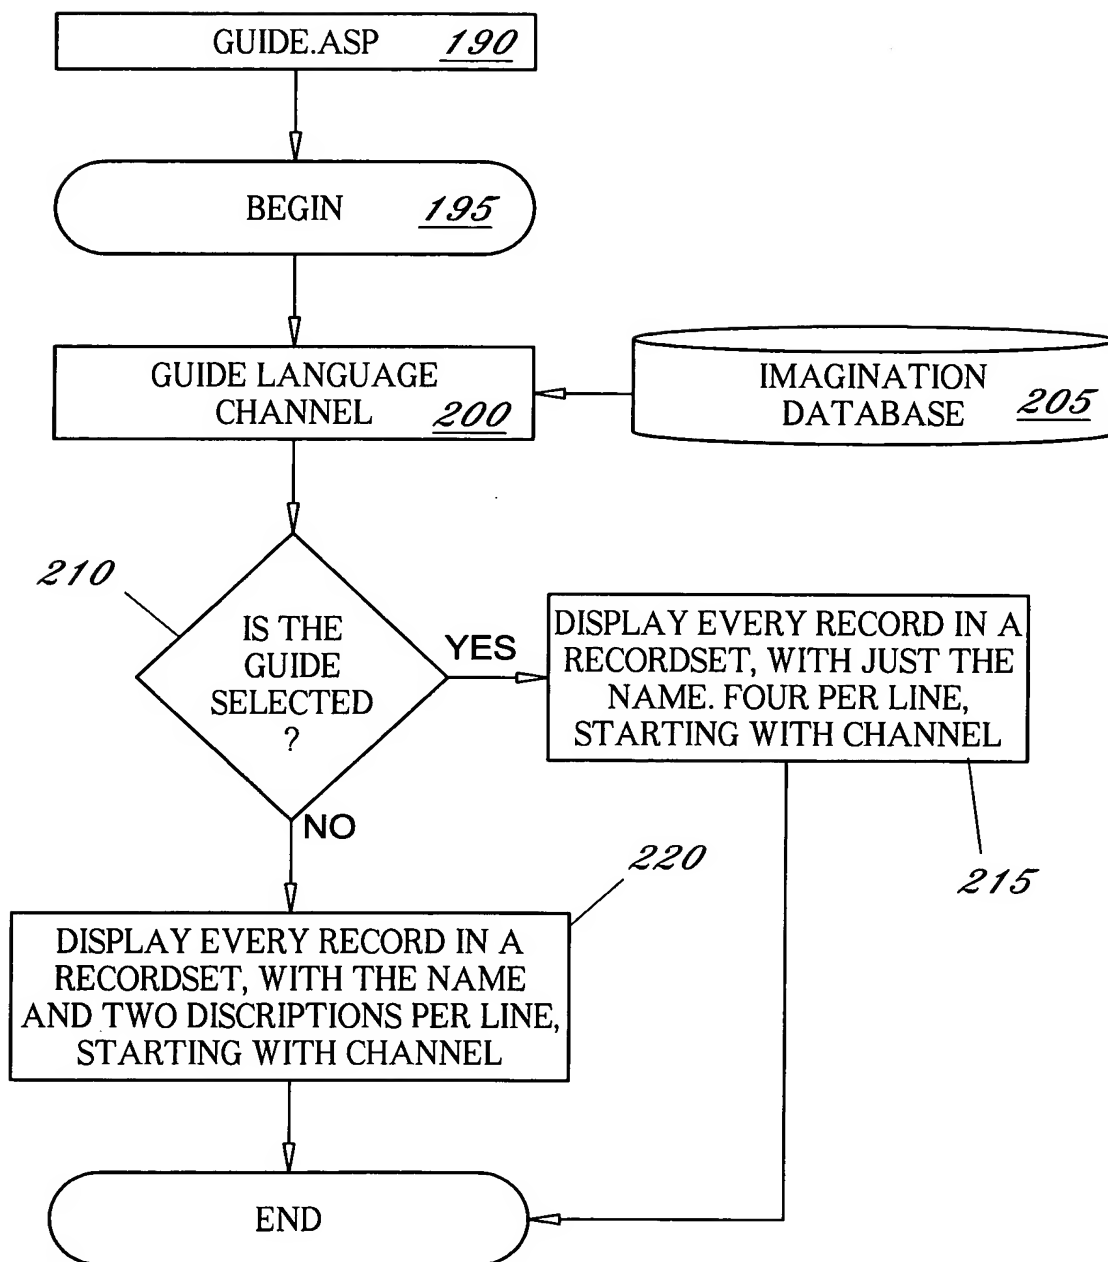 GUIDE.ASP 190
BEGIN 195
GUIDE LANGUAGE
CHANNEL 200
IMAGINATION
DATABASE 205
210
IS THE
GUIDE
SELECTED
?
YES
DISPLAY EVERY RECORD IN A
RECORDSET, WITH JUST THE
NAME. FOUR PER LINE,
STARTING WITH CHANNEL
215
NO
220
DISPLAY EVERY RECORD IN A
RECORDSET, WITH THE NAME
AND TWO DISCRIPTIONS PER LINE,
STARTING WITH CHANNEL
END